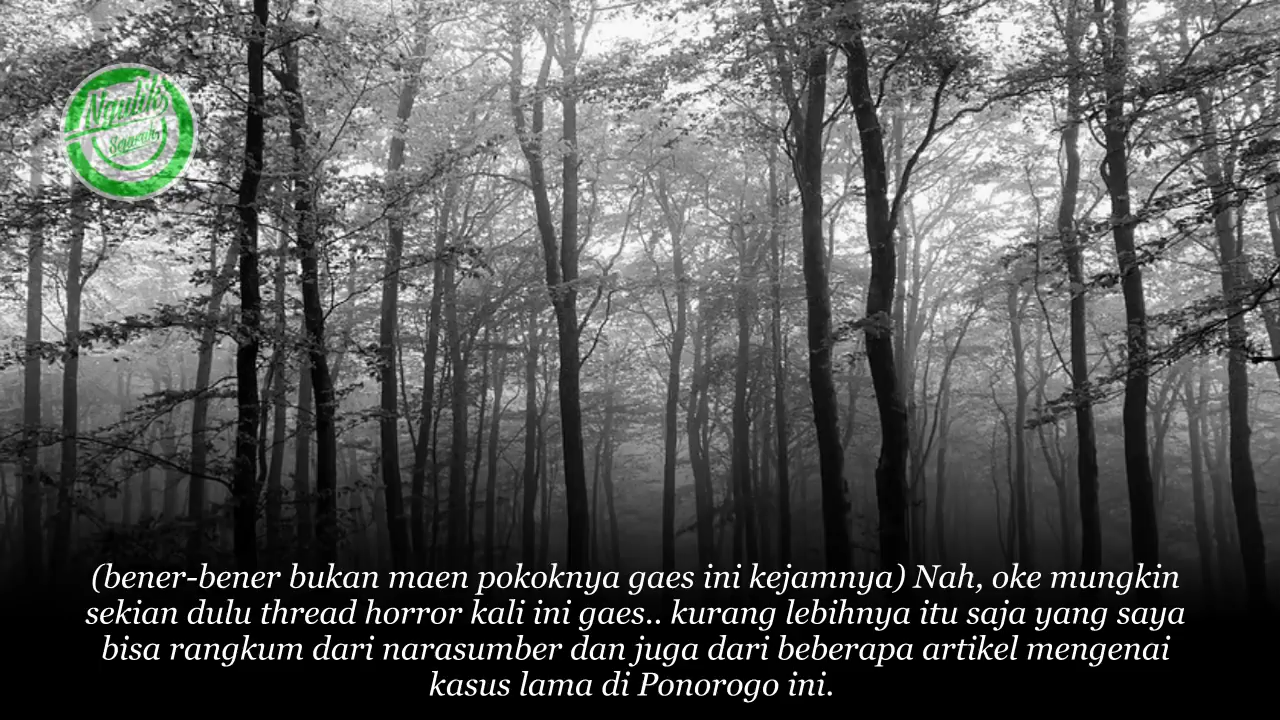 Ngulik
(bener-bener bukan maen pokoknya gaes ini kejamnya) Nah, oke mungkin
sekian dulu thread horror kali ini gaes.. kurang lebihnya itu saja yang saya
bisa rangkum dari narasumber dan juga dari beberapa artikel mengenai
kasus lama di Ponorogo ini.